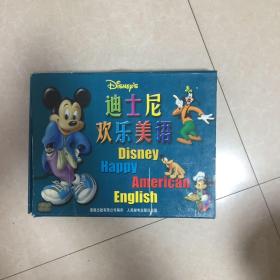 Disney's
迪士尼
欢乐美语
Disney
Happy
American
English